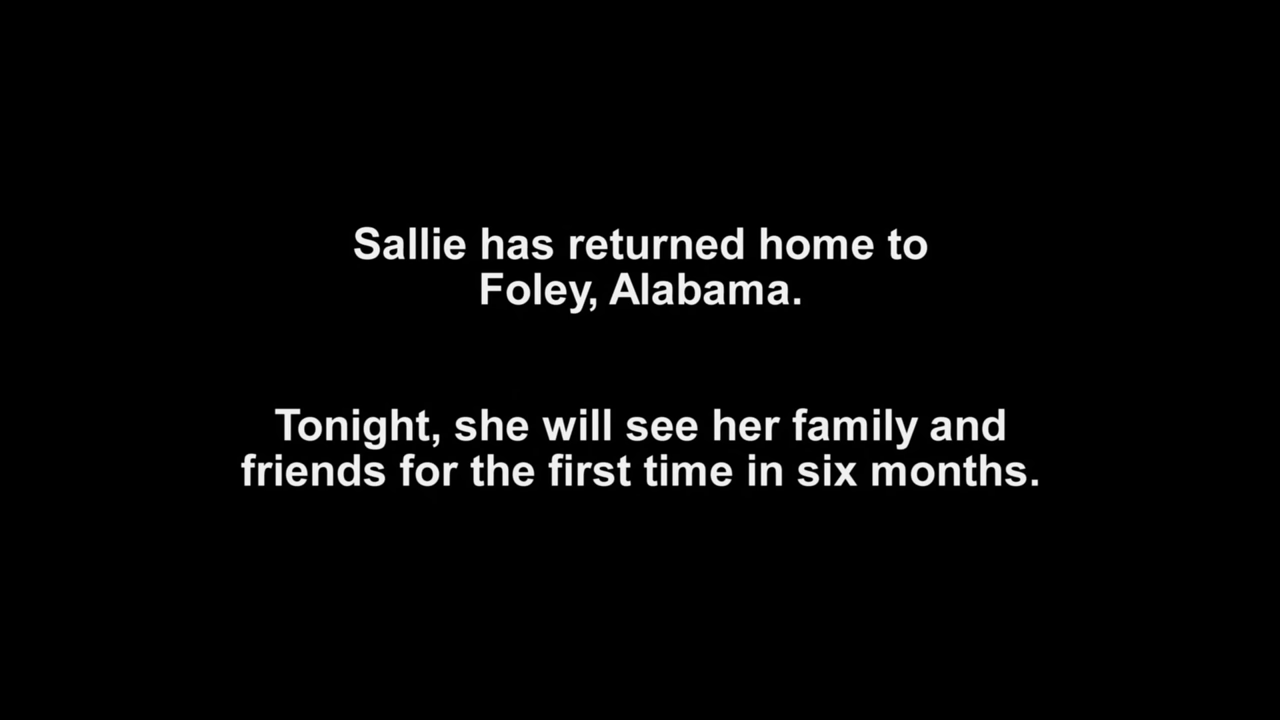 Sallie has returned home to
Foley, Alabama.
Tonight, she will see her family and
friends for the first time in six months.